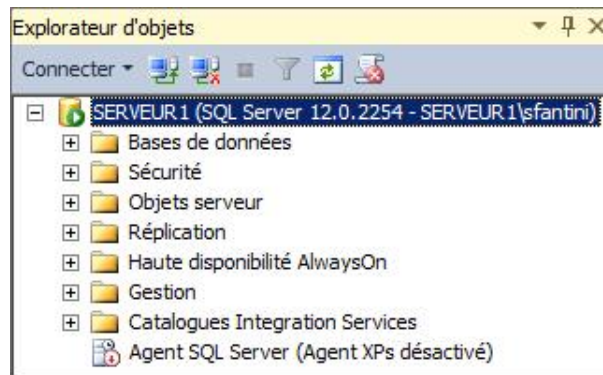 Explorateur d'objets
Connecter
SERVEUR1 (SQL Server 12.0.2254 - SERVEUR1\sfantini)
Bases de données
Sécurité
Objets serveur
Réplication
Haute disponibilité AlwaysOn
Gestion
Catalogues Integration Services
Agent SQL Server (Agent XPs désactivé)